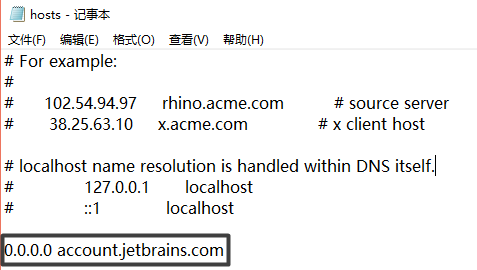 hosts - 记事本
文件(F) 编辑(E) 格式(O) 查看(V) 帮助(H)
# For example:
#
# 102.54.94.97 rhino.acme.com # source server
# 38.25.63.10 x.acme.com # x client host
# localhost name resolution is handled within DNS itself.
# 127.0.0.1 localhost
# ::1 localhost
0.0.0.0 account.jetbrains.com